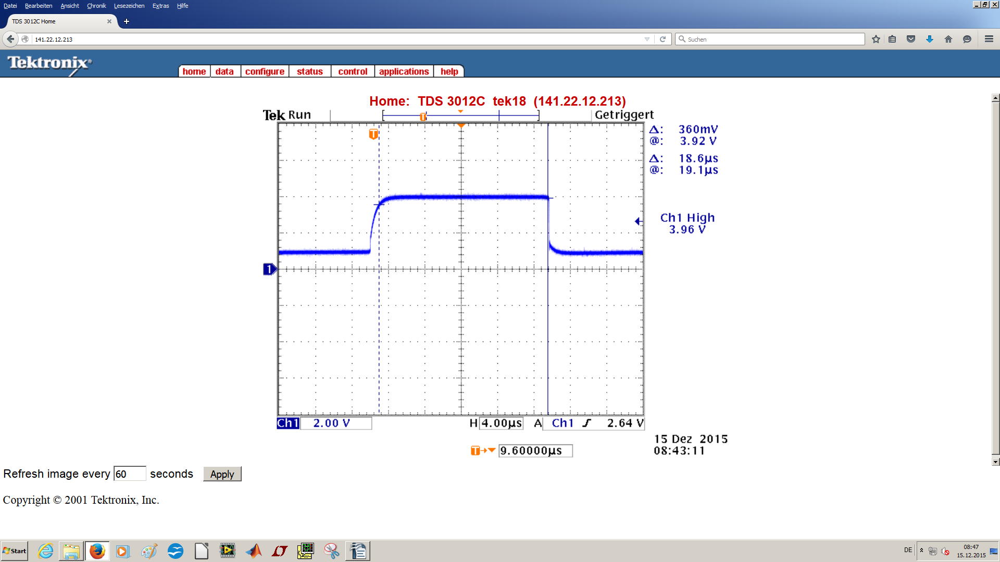 Datei Bearbeiten Ansicht Chronik Lesezeichen Extras Hilfe
TDS 3012C Home
141.22.12.213
Suchen
Tektronix®
home data configure status control applications help
Home: TDS 3012C tek18 (141.22.12.213)
Tek Run Getriggert
T
T
Δ: 360mV
@: 3.92 V
Δ: 18.6µs
@: 19.1µs
Ch1 High
3.96 V
1
Ch1 2.00 V H 4.00µs A Ch1 2.64 V
T 9.60000µs
15 Dez 2015
08:43:11
Refresh image every 60 seconds Apply
Copyright © 2001 Tektronix, Inc.
Start
DE
08:47
15.12.2015